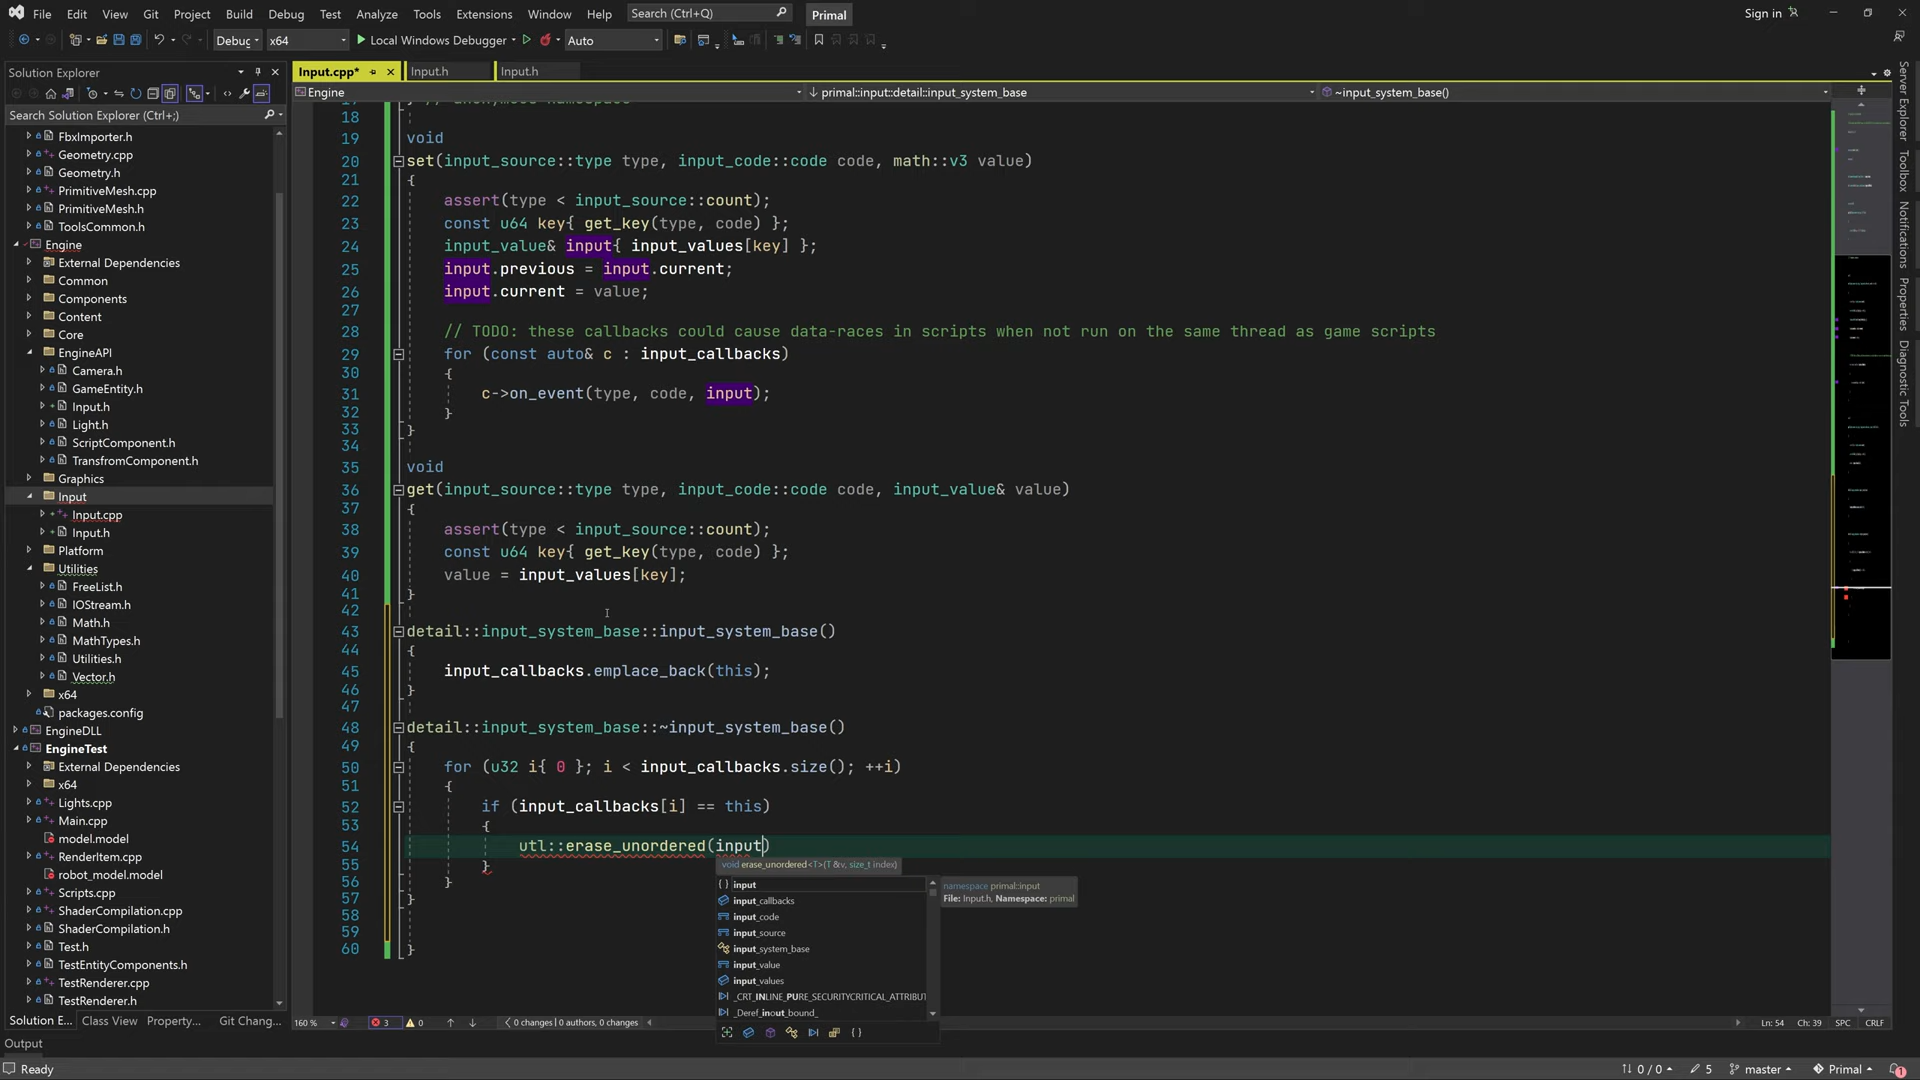 File Edit View Git Project Build Debug Test Analyze Tools Extensions Window Help Search (Ctrl+Q) Primal Sign in
Debug x64 Local Windows Debugger Auto
Solution Explorer
Search Solution Explorer (Ctrl+;)
FbxImporter.h
Geometry.cpp
Geometry.h
PrimitiveMesh.cpp
PrimitiveMesh.h
ToolsCommon.h
Engine
External Dependencies
Common
Components
Content
Core
EngineAPI
Camera.h
GameEntity.h
Input.h
Light.h
ScriptComponent.h
TransfromComponent.h
Graphics
Input
Input.cpp
Input.h
Platform
Utilities
FreeList.h
IOStream.h
Math.h
MathTypes.h
Utilities.h
Vector.h
x64
packages.config
EngineDLL
EngineTest
External Dependencies
x64
Lights.cpp
Main.cpp
model.model
RenderItem.cpp
robot_model.model
Scripts.cpp
ShaderCompilation.cpp
ShaderCompilation.h
Test.h
TestEntityComponents.h
TestRenderer.cpp
TestRenderer.h
Solution E... Class View Property... Git Chang...
Input.cpp* Input.h Input.h
Engine primal::input::detail::input_system_base ~input_system_base()
18
19 void
20 set(input_source::type type, input_code::code code, math::v3 value)
21 {
22 assert(type < input_source::count);
23 const u64 key{ get_key(type, code) };
24 input_value& input{ input_values[key] };
25 input.previous = input.current;
26 input.current = value;
27
28 // TODO: these callbacks could cause data-races in scripts when not run on the same thread as game scripts
29 for (const auto& c : input_callbacks)
30 {
31 c->on_event(type, code, input);
32 }
33 }
34
35 void
36 get(input_source::type type, input_code::code code, input_value& value)
37 {
38 assert(type < input_source::count);
39 const u64 key{ get_key(type, code) };
40 value = input_values[key];
41 }
42
43 detail::input_system_base::input_system_base()
44 {
45 input_callbacks.emplace_back(this);
46 }
47
48 detail::input_system_base::~input_system_base()
49 {
50 for (u32 i{ 0 }; i < input_callbacks.size(); ++i)
51 {
52 if (input_callbacks[i] == this)
53 {
54 utl::erase_unordered(input)
55 }
56 }
57 }
58
59
60 }
void erase_unordered<T>(T &v, size_t index)
input
input_callbacks
input_code
input_source
input_system_base
input_value
input_values
_CRT_INLINE_PURE_SECURITYCRITICAL_ATTRIBUT
_Deref_inout_bound_
namespace primal::input
File: Input.h, Namespace: primal
160 % 3 0 0 changes | 0 authors, 0 changes Ln: 54 Ch: 39 SPC CRLF
Output
Ready 0 / 0 5 master Primal 1
Server Explorer
Toolbox
Notifications
Properties
Diagnostic Tools